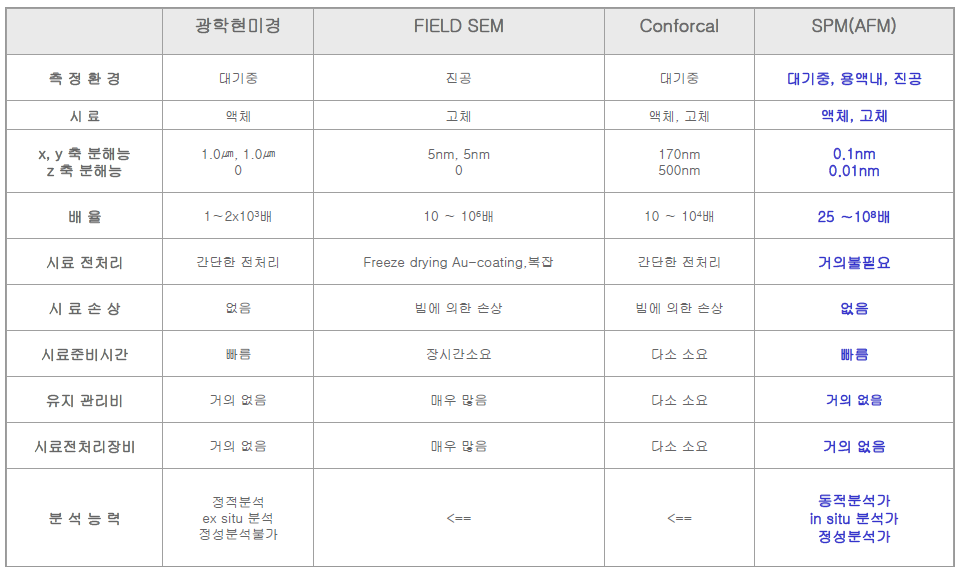 광학현미경 FIELD SEM Conforcal SPM(AFM)
측 정 환 경 대기중 진공 대기중 대기중, 용액내, 진공
시 료 액체 고체 액체, 고체 액체, 고체
x, y 축 분해능 1.0㎛, 1.0㎛ 5nm, 5nm 170nm 0.1nm
z 축 분해능 0 0 500nm 0.01nm
배 율 1~2x10³배 10 ~ 10⁶배 10 ~ 10⁴배 25 ~10⁸배
시료 전처리 간단한 전처리 Freeze drying Au-coating,복잡 간단한 전처리 거의불필요
시 료 손 상 없음 빔에 의한 손상 빔에 의한 손상 없음
시료준비시간 빠름 장시간소요 다소 소요 빠름
유지 관리비 거의 없음 매우 많음 다소 소요 거의 없음
시료전처리장비 거의 없음 매우 많음 다소 소요 거의 없음
분 석 능 력 정적분석 <== <== 동적분석가
ex situ 분석 in situ 분석가
정성분석불가 정성분석가